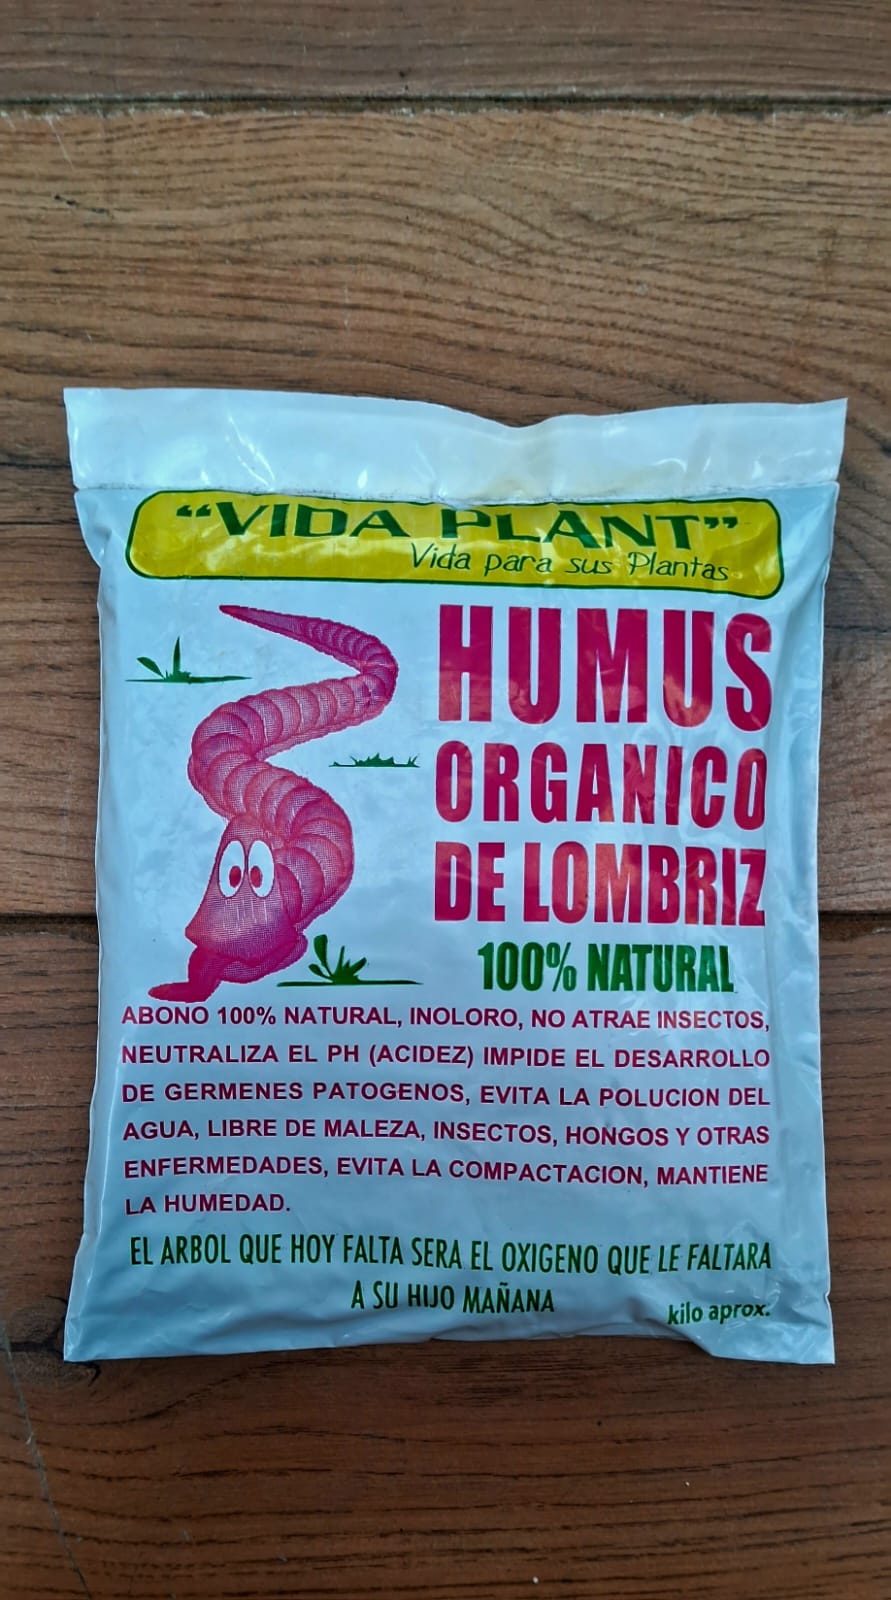 "VIDA PLANT"
Vida para sus Plantas
HUMUS
ORGANICO
DE LOMBRIZ
100% NATURAL
ABONO 100% NATURAL, INOLORO, NO ATRAE INSECTOS,
NEUTRALIZA EL PH (ACIDEZ) IMPIDE EL DESARROLLO
DE GERMENES PATOGENOS, EVITA LA POLUCION DEL
AGUA, LIBRE DE MALEZA, INSECTOS, HONGOS Y OTRAS
ENFERMEDADES, EVITA LA COMPACTACION, MANTIENE
LA HUMEDAD.
EL ARBOL QUE HOY FALTA SERA EL OXIGENO QUE LE FALTARA
A SU HIJO MAÑANA
kilo aprox.